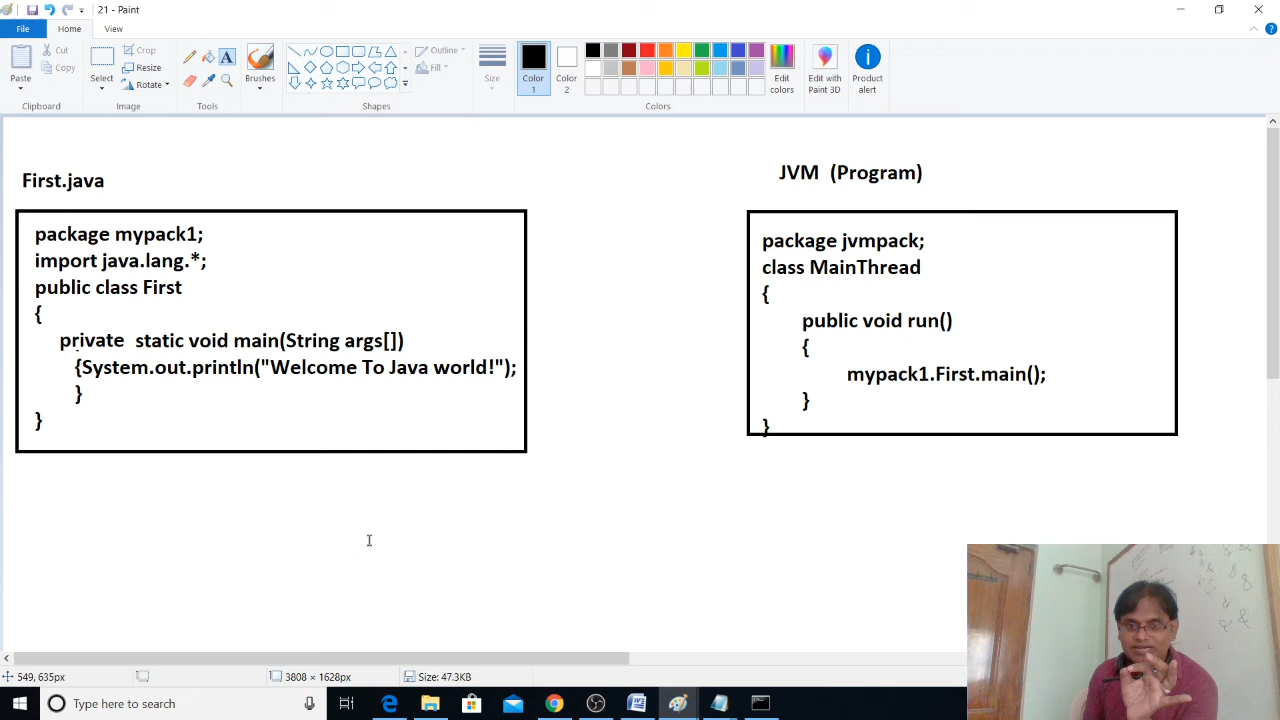 21 - Paint
File
Home
View
Paste
Cut
Copy
Clipboard
Select
Crop
Resize
Rotate
Image
Tools
Brushes
Shapes
Outline
Fill
Size
Color
1
Color
2
Colors
Edit
colors
Edit with
Paint 3D
Product
alert
First.java
package mypack1;
import java.lang.*;
public class First
{
private static void main(String args[])
{System.out.println("Welcome To Java world!");
}
}
JVM (Program)
package jvmpack;
class MainThread
{
public void run()
{
mypack1.First.main();
}
}
549, 635px
3808 × 1628px
Size: 47.3KB
Type here to search